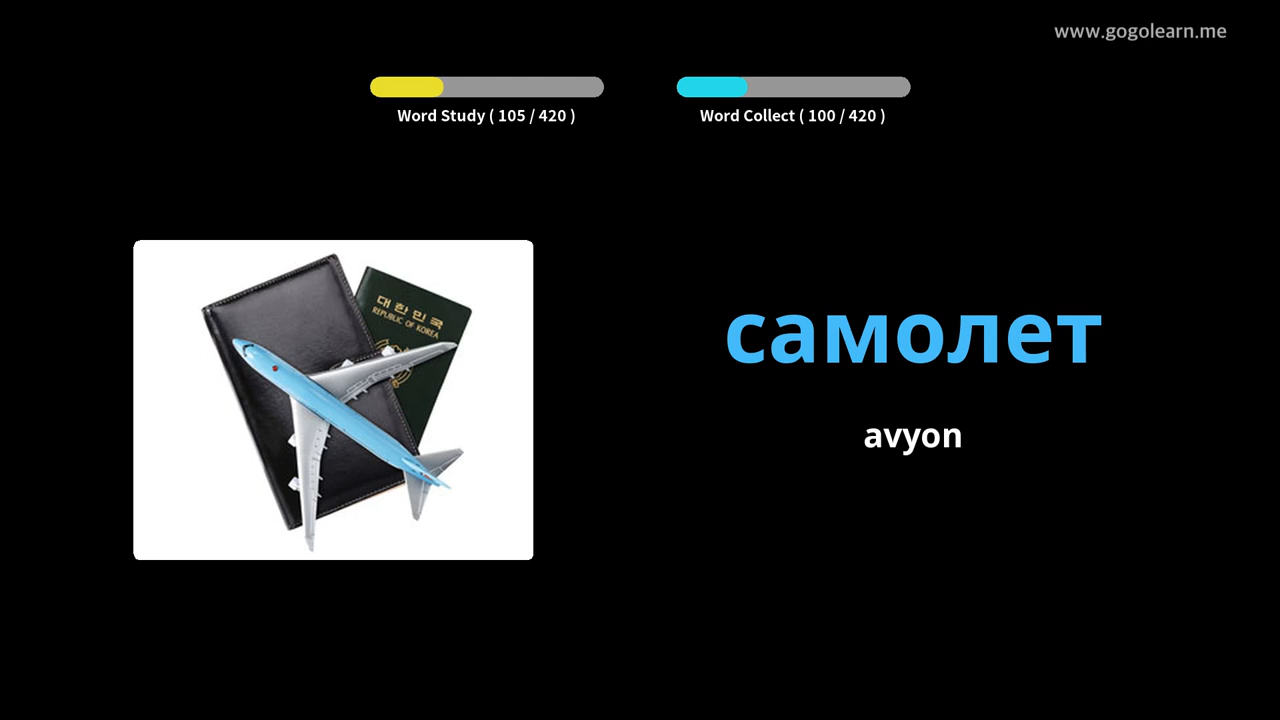 www.gogolearn.me
Word Study ( 105 / 420 )
Word Collect ( 100 / 420 )
대한민국
REPUBLIC OF KOREA
самолет
avyon